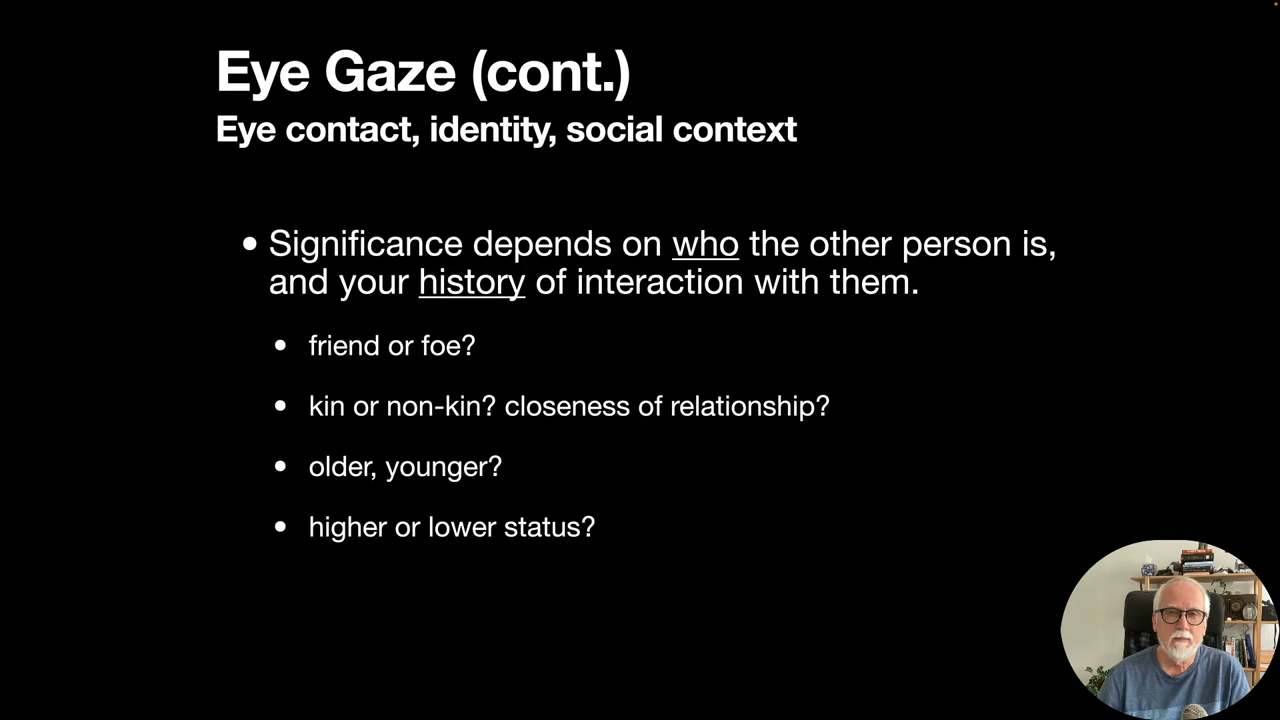 Eye Gaze (cont.)
Eye contact, identity, social context
• Significance depends on who the other person is,
and your history of interaction with them.
• friend or foe?
• kin or non-kin? closeness of relationship?
• older, younger?
• higher or lower status?